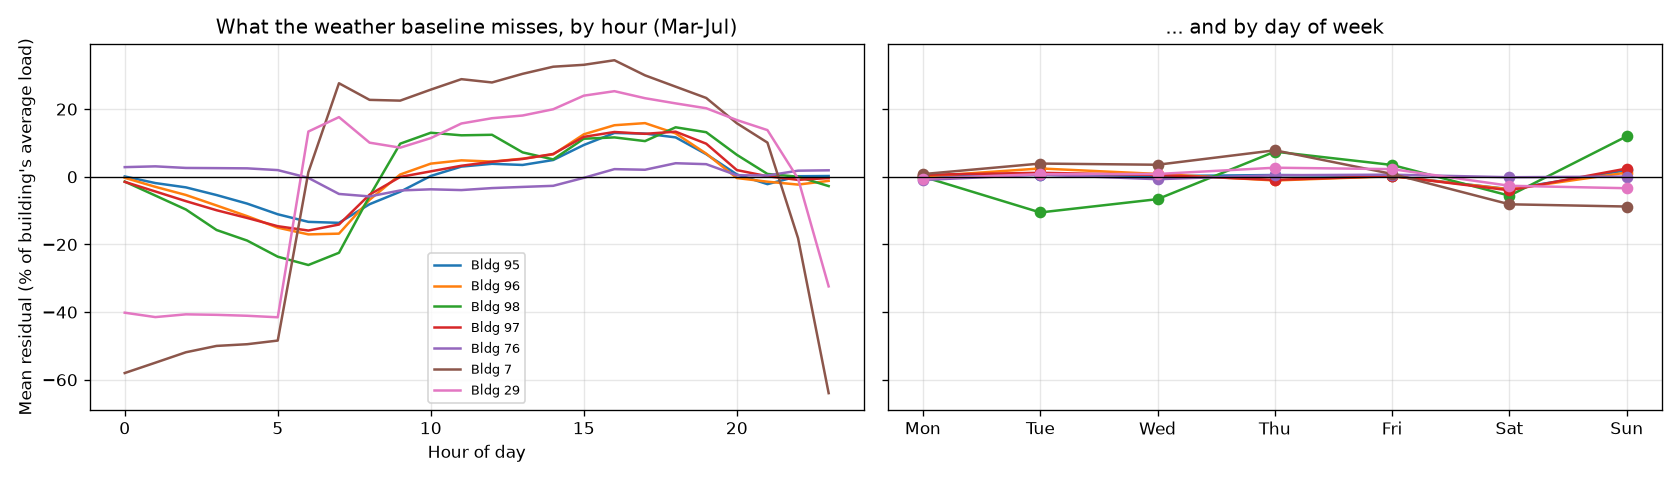 What the weather baseline misses, by hour (Mar-Jul)
... and by day of week
Mean residual (% of building's average load)
20
0
−20
−40
−60
Bldg 95
Bldg 96
Bldg 98
Bldg 97
Bldg 76
Bldg 7
Bldg 29
0 5 10 15 20
Mon Tue Wed Thu Fri Sat Sun
Hour of day